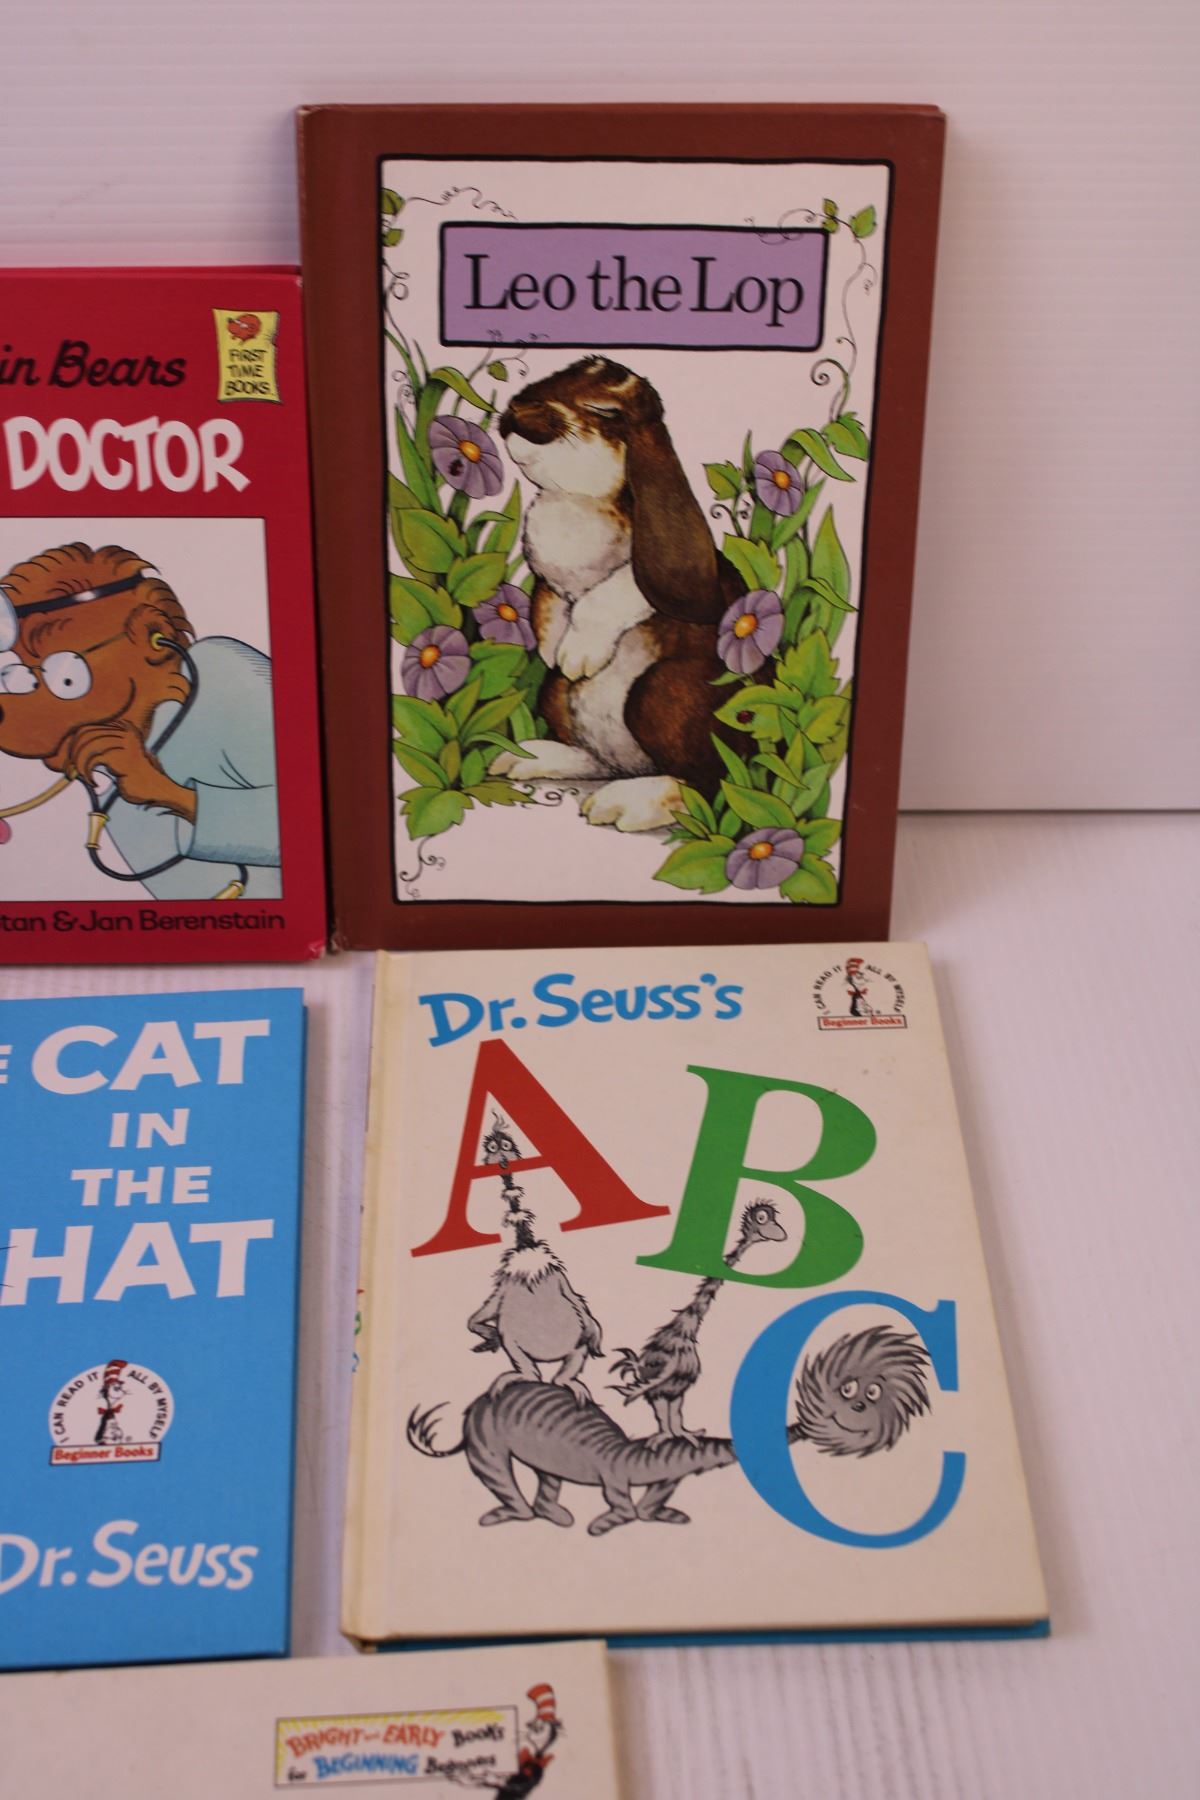 Leo the Lop
in Bears
FIRST
TIME
BOOKS
DOCTOR
tan & Jan Berenstain
CAT
IN
THE
HAT
I CAN READ IT ALL BY MYSELF
Beginner Books
Dr. Seuss
Dr. Seuss's
I CAN READ IT ALL BY MYSELF
Beginner Books
A
B
C
BRIGHT and EARLY BOOKS
for BEGINNING Beginners